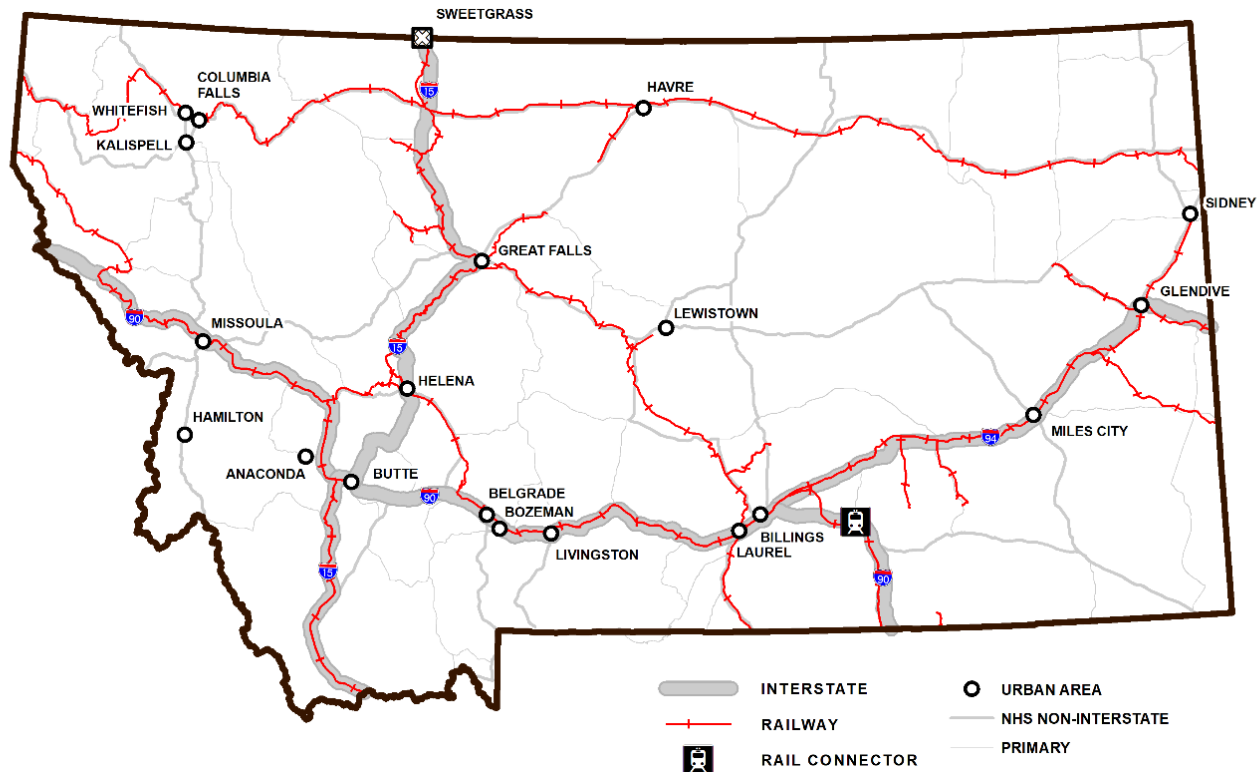 SWEETGRASS
COLUMBIA
FALLS
WHITEFISH
KALISPELL
15
HAVRE
SIDNEY
GREAT FALLS
GLENDIVE
90
MISSOULA
LEWISTOWN
15
HELENA
HAMILTON
MILES CITY
94
ANACONDA
BUTTE
90
BELGRADE
BOZEMAN
LIVINGSTON
BILLINGS
LAUREL
15
90
INTERSTATE
URBAN AREA
RAILWAY
NHS NON-INTERSTATE
RAIL CONNECTOR
PRIMARY